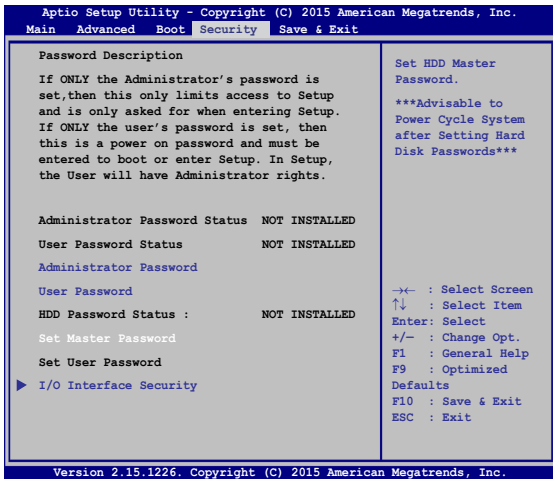 Aptio Setup Utility - Copyright (C) 2015 American Megatrends, Inc.
Main Advanced Boot Security Save & Exit
Password Description
If ONLY the Administrator's password is
set,then this only limits access to Setup
and is only asked for when entering Setup.
If ONLY the user's password is set, then
this is a power on password and must be
entered to boot or enter Setup. In Setup,
the User will have Administrator rights.
Administrator Password Status NOT INSTALLED
User Password Status NOT INSTALLED
Administrator Password
User Password
HDD Password Status : NOT INSTALLED
Set Master Password
Set User Password
I/O Interface Security
Set HDD Master
Password.
***Advisable to
Power Cycle System
after Setting Hard
Disk Passwords***
→← : Select Screen
↑↓ : Select Item
Enter: Select
+/— : Change Opt.
F1 : General Help
F9 : Optimized
Defaults
F10 : Save & Exit
ESC : Exit
Version 2.15.1226. Copyright (C) 2015 American Megatrends, Inc.